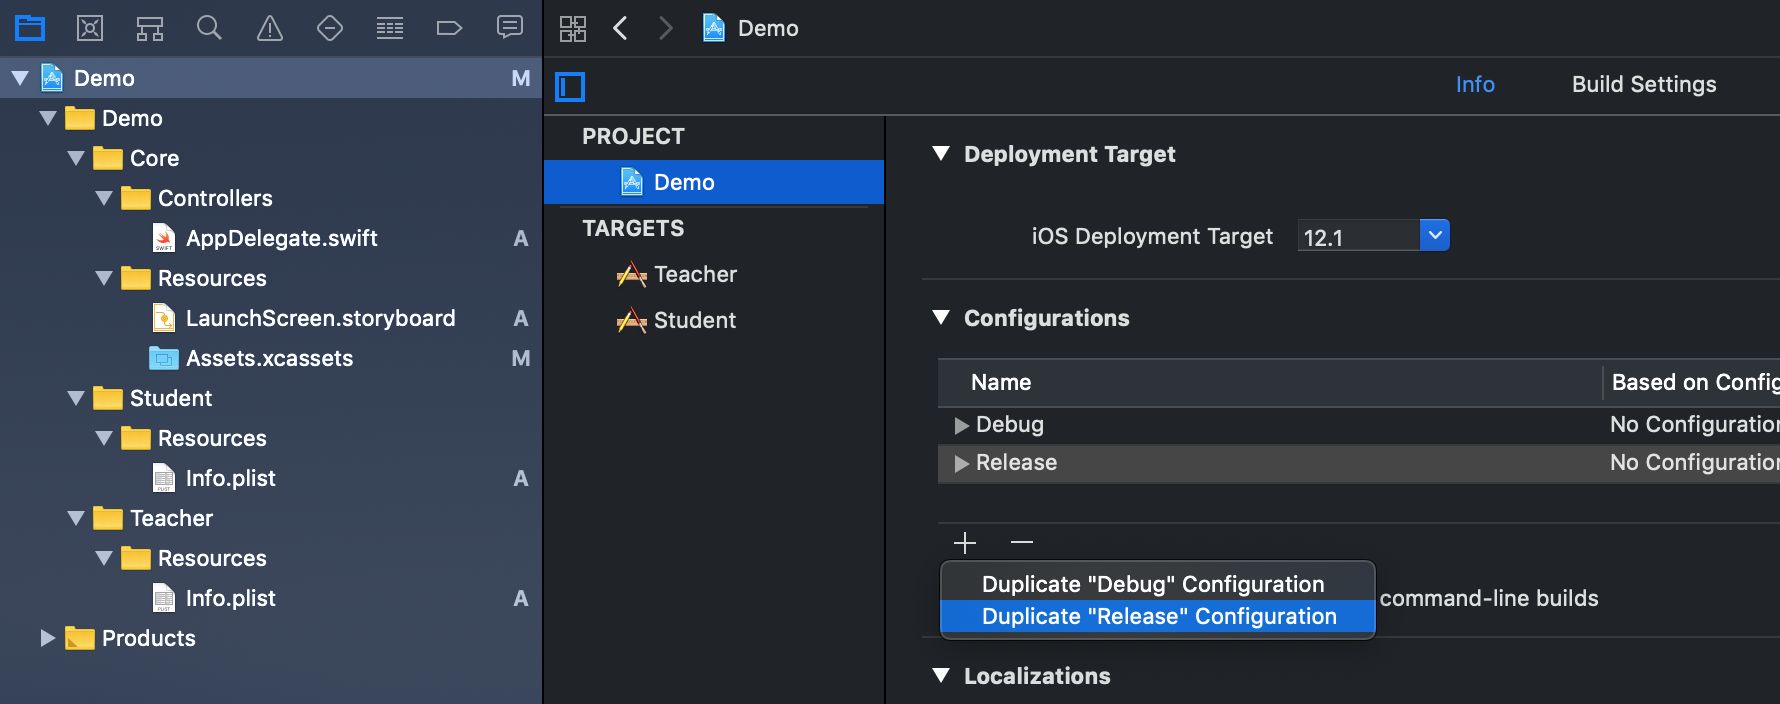 Demo
M
Demo
Core
Controllers
AppDelegate.swift
A
Resources
LaunchScreen.storyboard
A
Assets.xcassets
M
Student
Resources
Info.plist
A
Teacher
Resources
Info.plist
A
Products
Demo
Info
Build Settings
PROJECT
Demo
TARGETS
Teacher
Student
Deployment Target
iOS Deployment Target
12.1
Configurations
Name
Based on Config
Debug
No Configuration
Release
No Configuration
Duplicate "Debug" Configuration
Duplicate "Release" Configuration
command-line builds
Localizations